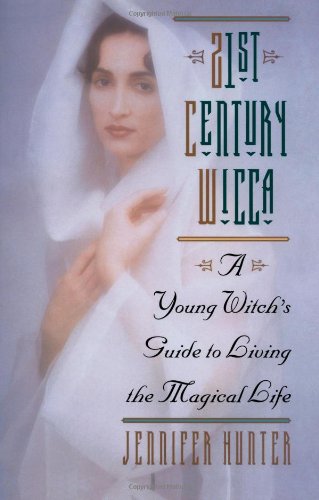 21st
Century
Wicca
A
Young Witch's
Guide to Living
the Magical Life
Jennifer Hunter